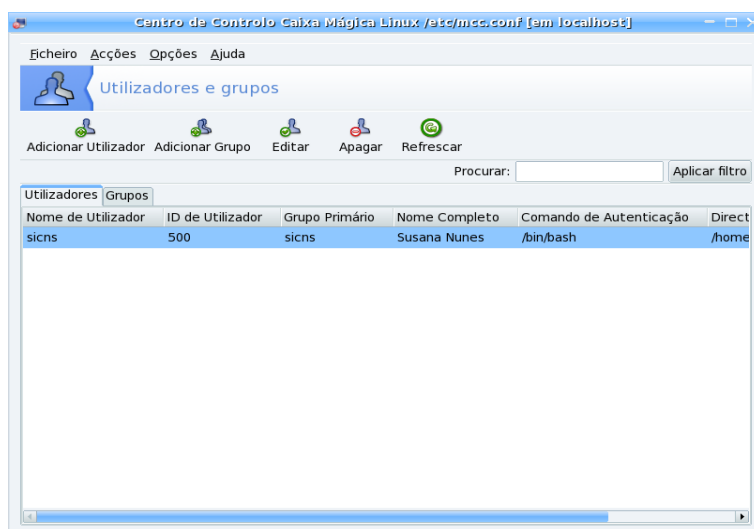 Centro de Controlo Caixa Mágica Linux /etc/mcc.conf [em localhost]
Ficheiro Acções Opções Ajuda
Utilizadores e grupos
Adicionar Utilizador Adicionar Grupo Editar Apagar Refrescar
Procurar: Aplicar filtro
Utilizadores Grupos
Nome de Utilizador ID de Utilizador Grupo Primário Nome Completo Comando de Autenticação Direct
sicns 500 sicns Susana Nunes /bin/bash /home